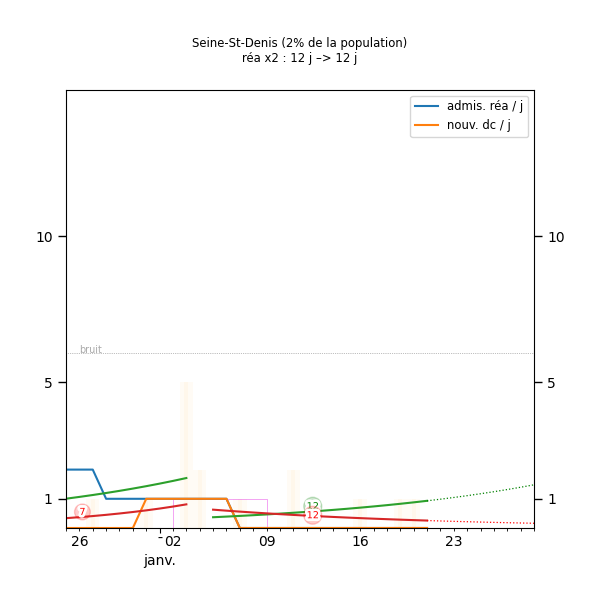 Seine-St-Denis (2% de la population)
réa x2 : 12 j –> 12 j
admis. réa / j
nouv. dc / j
10
10
bruit
5
5
1
1
7
12
12
26
02
09
16
23
janv.